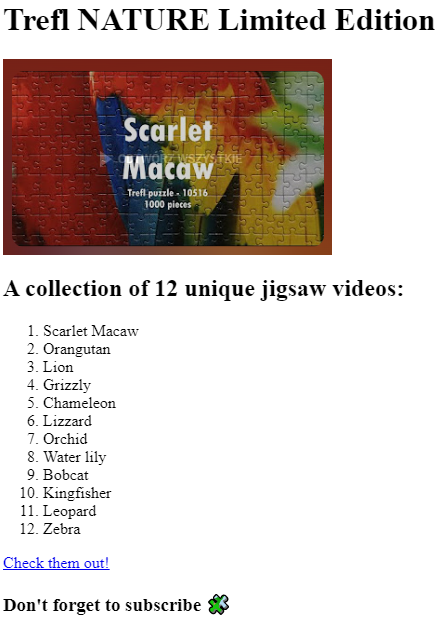 Trefl NATURE Limited Edition
Scarlet
▶ OTWÓRZ WSZYSTKIE
Macaw
Trefl puzzle - 10516
1000 pieces
A collection of 12 unique jigsaw videos:
1. Scarlet Macaw
2. Orangutan
3. Lion
4. Grizzly
5. Chameleon
6. Lizzard
7. Orchid
8. Water lily
9. Bobcat
10. Kingfisher
11. Leopard
12. Zebra
Check them out!
Don't forget to subscribe 🧩